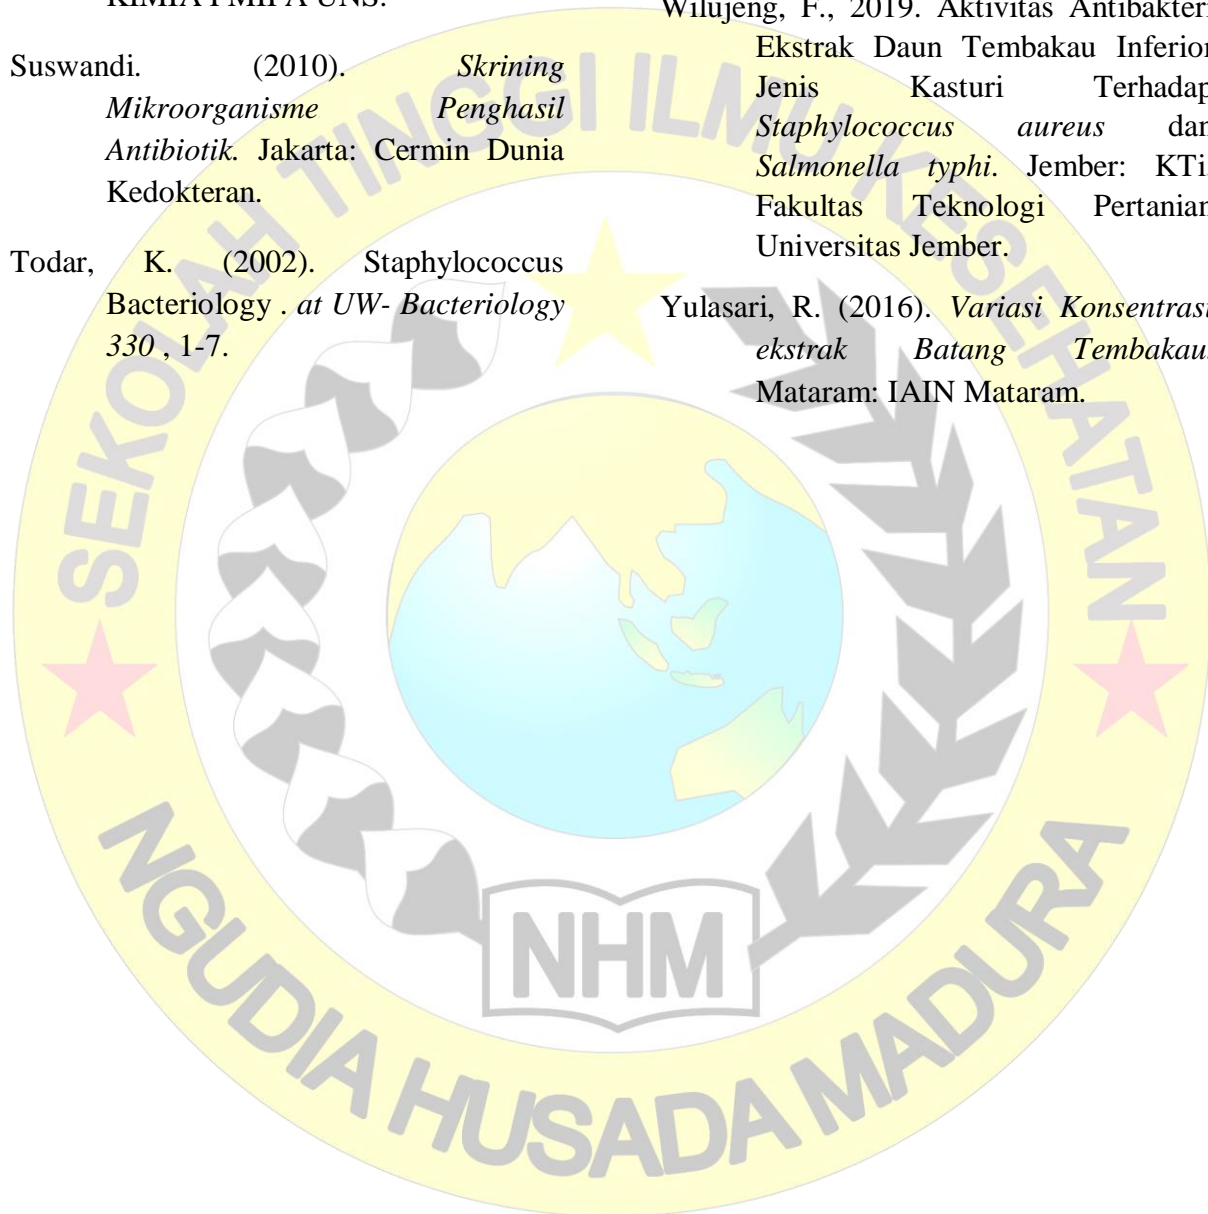 KIMIA FMIPA UNS.
Suswandi. (2010). Skrining
Mikroorganisme Penghasil
Antibiotik. Jakarta: Cermin Dunia
Kedokteran.
Todar, K. (2002). Staphylococcus
Bacteriology . at UW- Bacteriology
330 , 1-7.
Wilujeng, F., 2019. Aktivitas Antibakteri
Ekstrak Daun Tembakau Inferior
Jenis Kasturi Terhadap
Staphylococcus aureus dan
Salmonella typhi. Jember: KTi.
Fakultas Teknologi Pertanian
Universitas Jember.
Yulasari, R. (2016). Variasi Konsentrasi
ekstrak Batang Tembakau.
Mataram: IAIN Mataram.
SEKOLAH TINGGI ILMU KESEHATAN
NHM
NGUDIA HUSADA MADURA